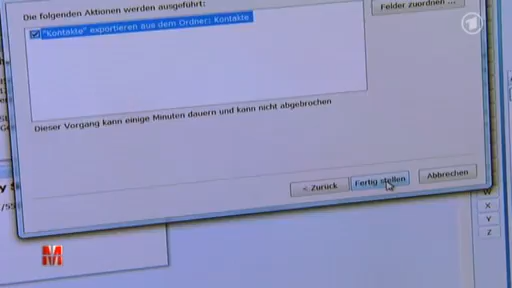 Die folgenden Aktionen werden ausgeführt:
Felder zuordnen ...
"Kontakte" exportieren aus dem Ordner: Kontakte
Dieser Vorgang kann einige Minuten dauern und kann nicht abgebrochen
< Zurück
Fertig stellen
Abbrechen
W
X
Y
Z
M